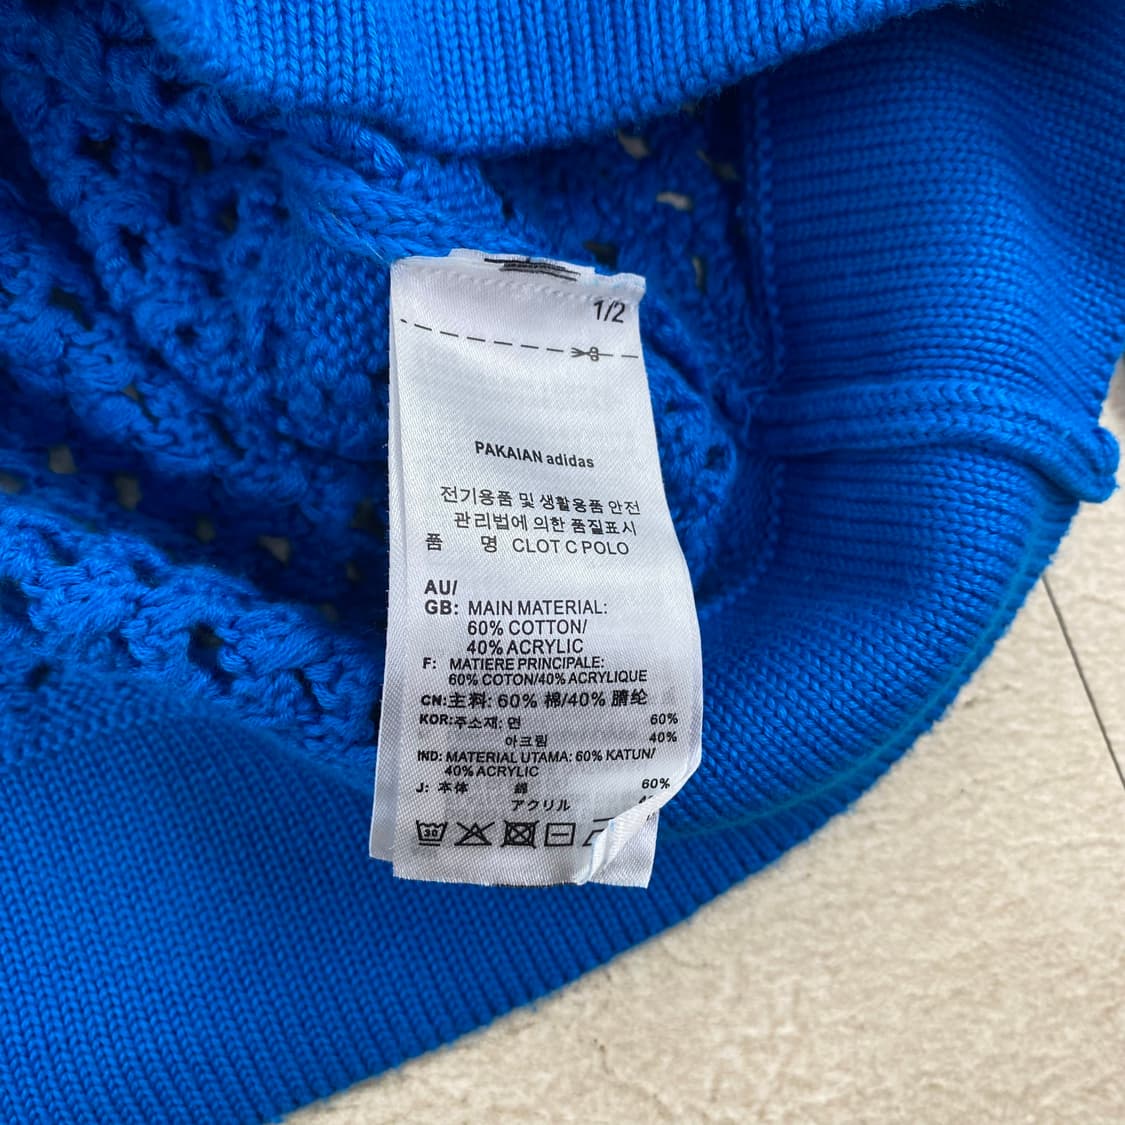 1/2
PAKAIAN adidas
전기용품 및 생활용품 안전
관리법에 의한 품질표시
품 명 CLOT C POLO
AU/
GB: MAIN MATERIAL:
60% COTTON/
40% ACRYLIC
F: MATIERE PRINCIPALE:
60% COTON/40% ACRYLIQUE
CN:主料: 60% 棉/40% 腈纶
KOR:주소재: 면 60%
아크림 40%
IND: MATERIAL UTAMA: 60% KATUN/
40% ACRYLIC
J: 本体 綿 60%
アクリル
30